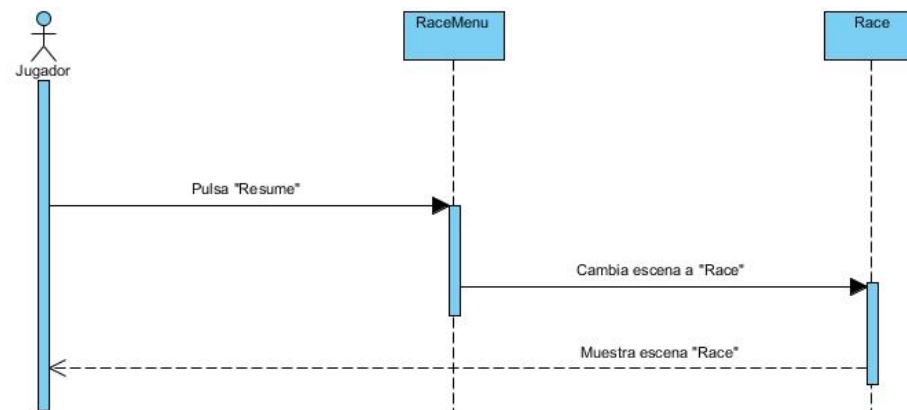 RaceMenu
Race
Jugador
Pulsa "Resume"
Cambia escena a "Race"
Muestra escena "Race"